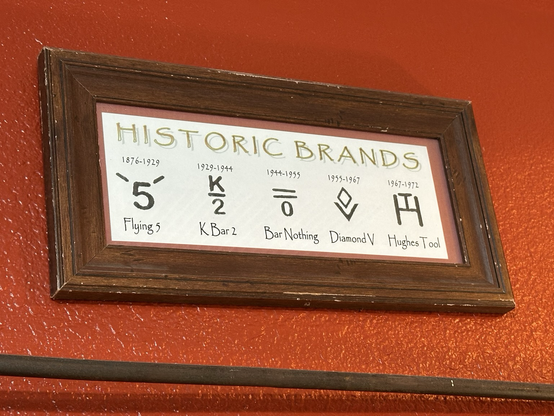 HISTORIC BRANDS
1876-1929 1929-1944 1944-1955 1955-1967 1967-1972
5 K 2 0 H
Flying 5 K Bar 2 Bar Nothing Diamond V Hughes Tool